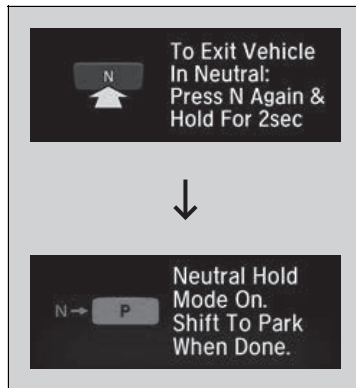 N
To Exit Vehicle
In Neutral:
Press N Again &
Hold For 2sec
↓
N→ P
Neutral Hold
Mode On.
Shift To Park
When Done.